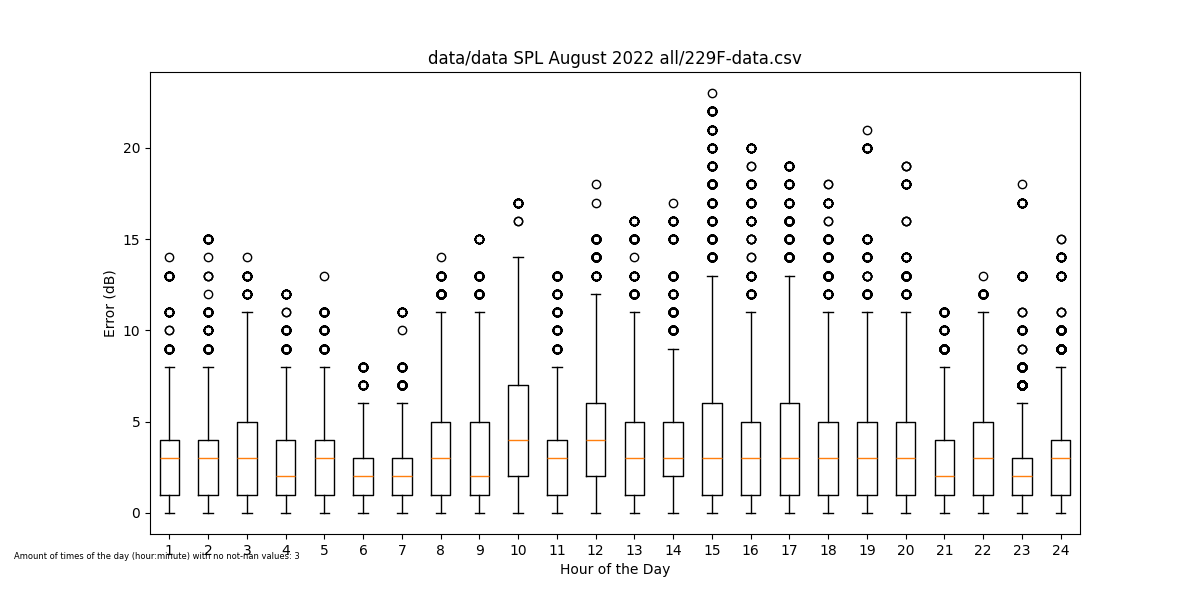 data/data SPL August 2022 all/229F-data.csv
20
15
10
5
0
Error (dB)
1 2 3 4 5 6 7 8 9 10 11 12 13 14 15 16 17 18 19 20 21 22 23 24
Amount of times of the day (hour:minute) with no not-nan values: 3
Hour of the Day